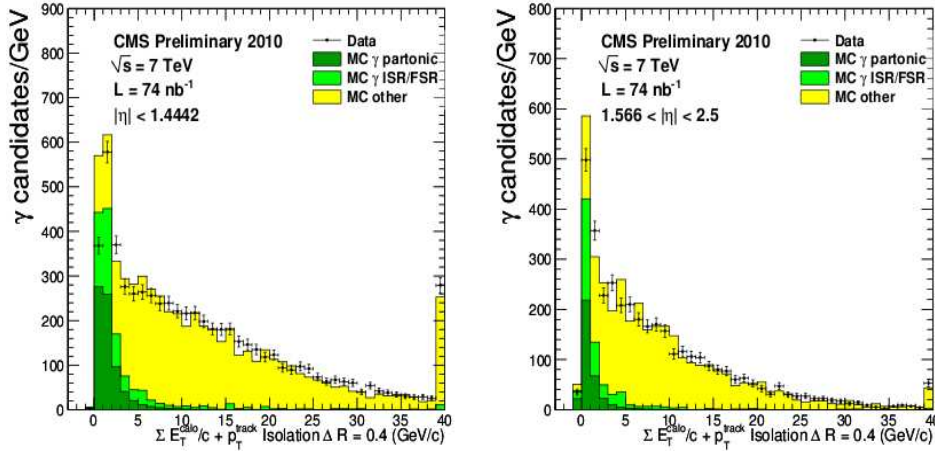 γ candidates/GeV
900
800
700
600
500
400
300
200
100
0
CMS Preliminary 2010
√s = 7 TeV
L = 74 nb⁻¹
|η| < 1.4442
Data
MC γ partonic
MC γ ISR/FSR
MC other
0 5 10 15 20 25 30 35 40
Σ E_T^calo/c + p_T^track Isolation Δ R = 0.4 (GeV/c)
γ candidates/GeV
800
700
600
500
400
300
200
100
0
CMS Preliminary 2010
√s = 7 TeV
L = 74 nb⁻¹
1.566 < |η| < 2.5
Data
MC γ partonic
MC γ ISR/FSR
MC other
0 5 10 15 20 25 30 35 40
Σ E_T^calo/c + p_T^track Isolation Δ R = 0.4 (GeV/c)